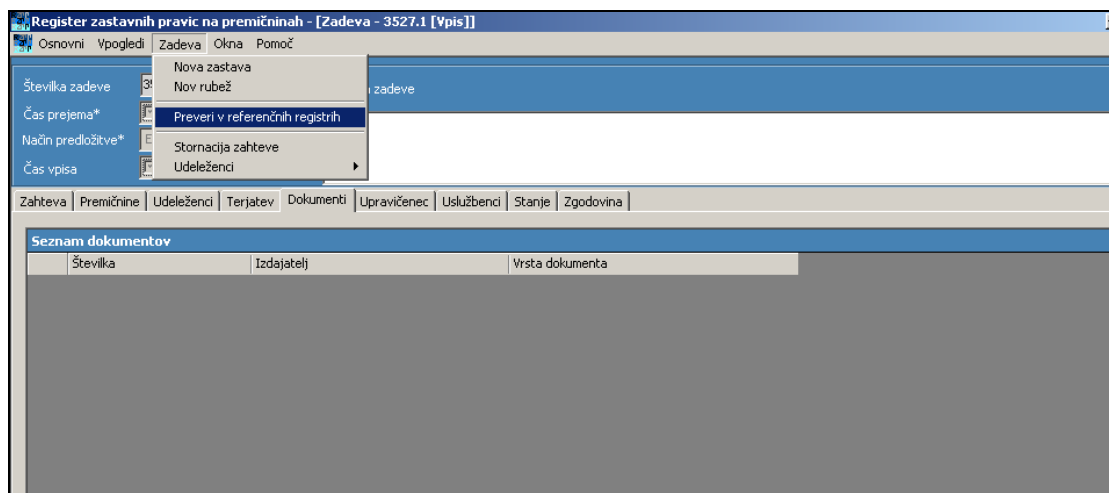 Register zastavnih pravic na premičninah - [Zadeva - 3527.1 [Vpis]]
Osnovni Vpogledi Zadeva Okna Pomoč
Nova zastava
Nov rubež
Preveri v referenčnih registrih
Stornacija zahteve
Udeleženci
Številka zadeve
zadeve
Čas prejema*
Način predložitve*
Čas vpisa
Zahteva Premičnine Udeleženci Terjatev Dokumenti Upravičenec Uslužbenci Stanje Zgodovina
Seznam dokumentov
Številka Izdajatelj Vrsta dokumenta